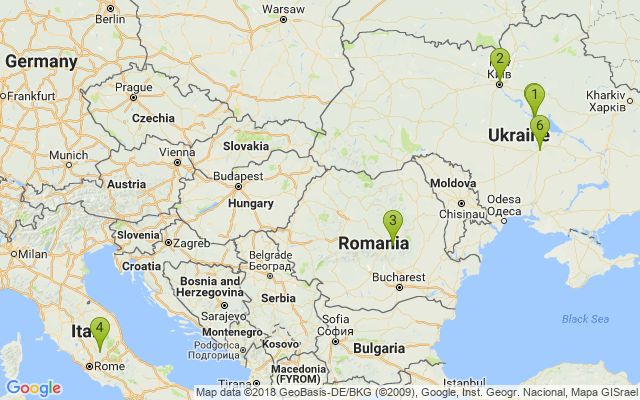 Warsaw
Berlin
2
Germany
Київ
Prague
Frankfurt
1
Kharkiv
Харків
Czechia
6
Ukraine
Slovakia
Vienna
Munich
Austria
Budapest
Moldova
Hungary
Odesa
Chisinau
Одеса
3
Slovenia
Zagreb
Romania
Milan
Belgrade
Croatia
Београд
Bosnia and
Bucharest
Herzegovina
Serbia
Sarajevo
Black Sea
Sofia
4
Montenegro
София
Kosovo
Bulgaria
Podgorica
Подгорица
Rome
Macedonia
(FYROM)
Tirana
Istanbul
Google
Map data ©2018 GeoBasis-DE/BKG (©2009), Google, Inst. Geogr. Nacional, Mapa GISrael